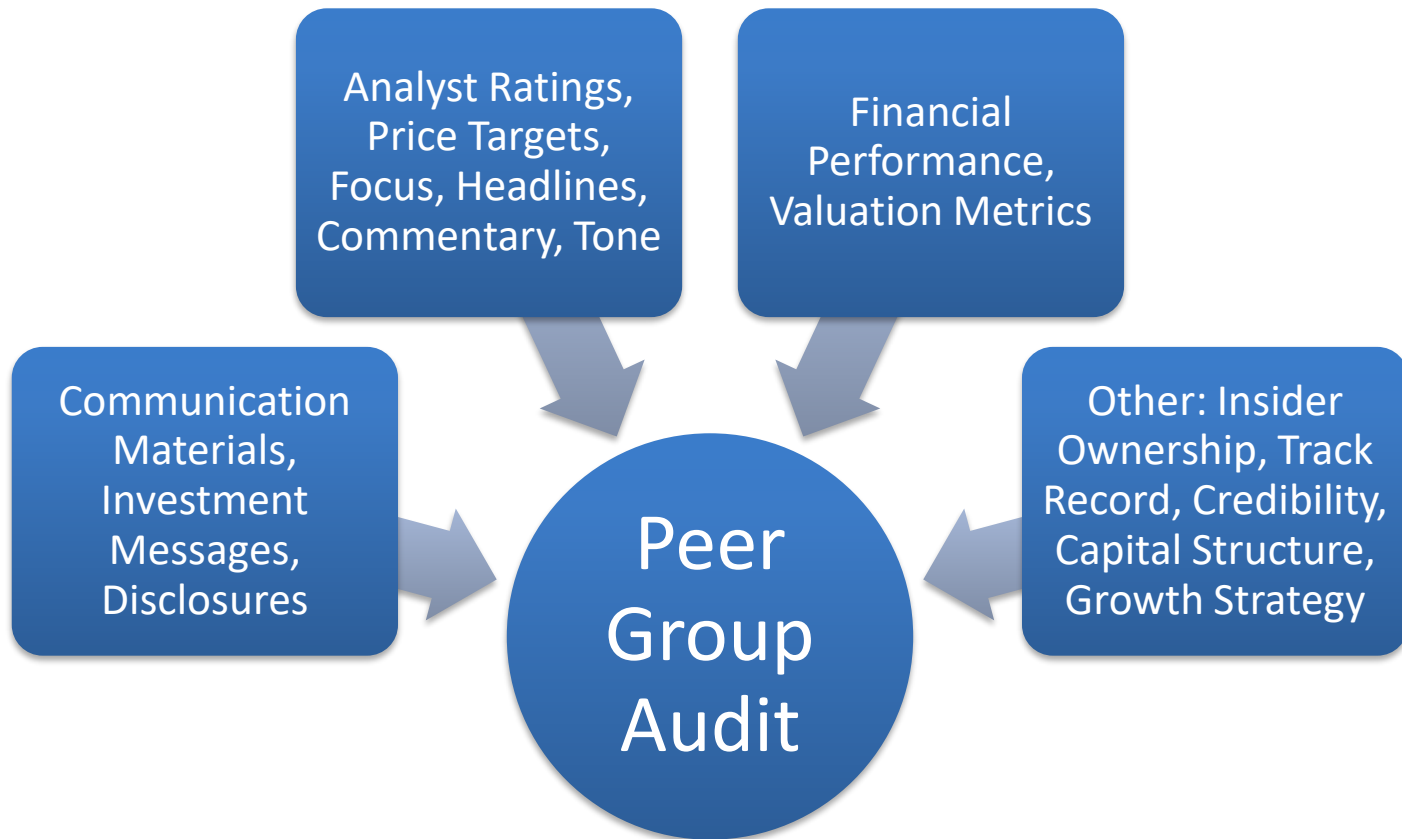 Analyst Ratings,
Price Targets,
Focus, Headlines,
Commentary, Tone
Financial
Performance,
Valuation Metrics
Communication
Materials,
Investment
Messages,
Disclosures
Other: Insider
Ownership, Track
Record, Credibility,
Capital Structure,
Growth Strategy
Peer
Group
Audit